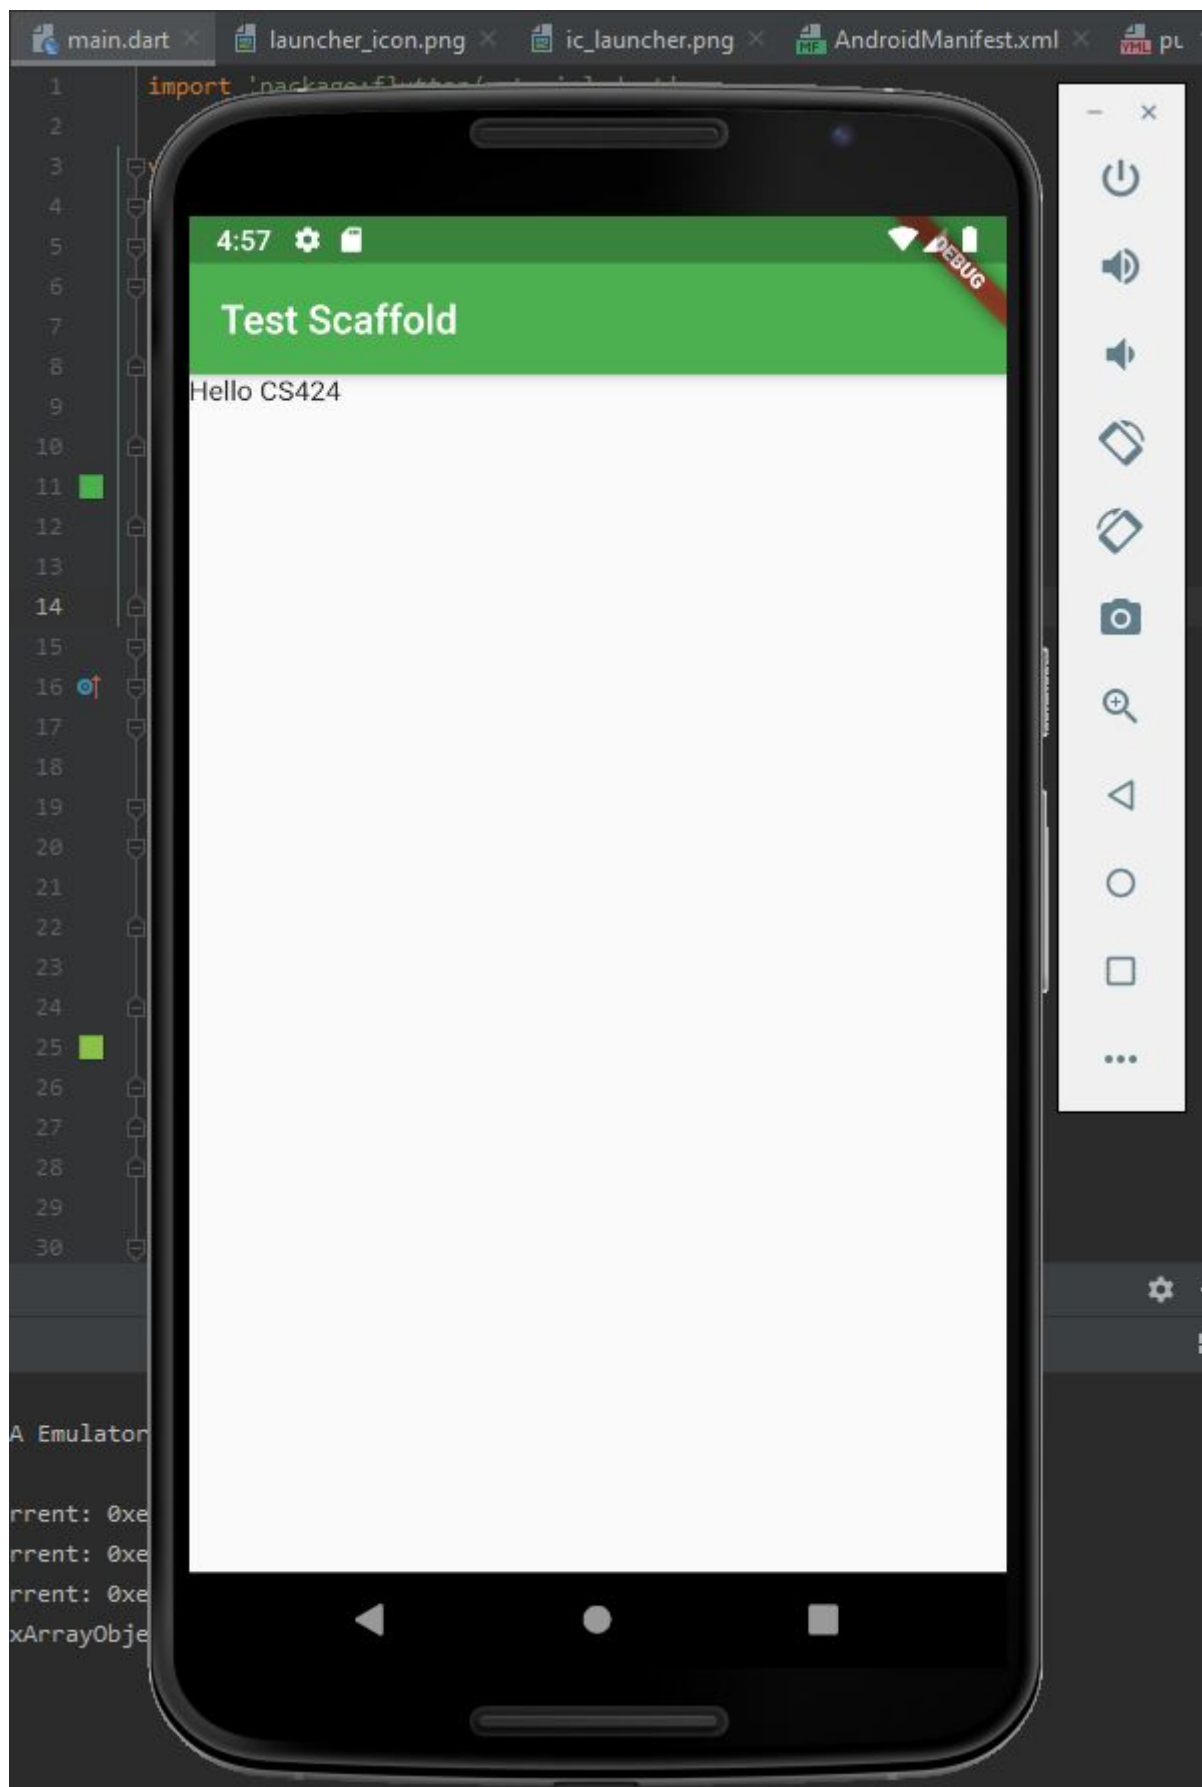 main.dart launcher_icon.png ic_launcher.png AndroidManifest.xml
1 import
2
3
4
5
6
7
8
9
10
11
12
13
14
15
16
17
18
19
20
21
22
23
24
25
26
27
28
29
30
4:57
DEBUG
Test Scaffold
Hello CS424
A Emulator
rrent: 0xe
rrent: 0xe
rrent: 0xe
xArrayObje
MF
YML